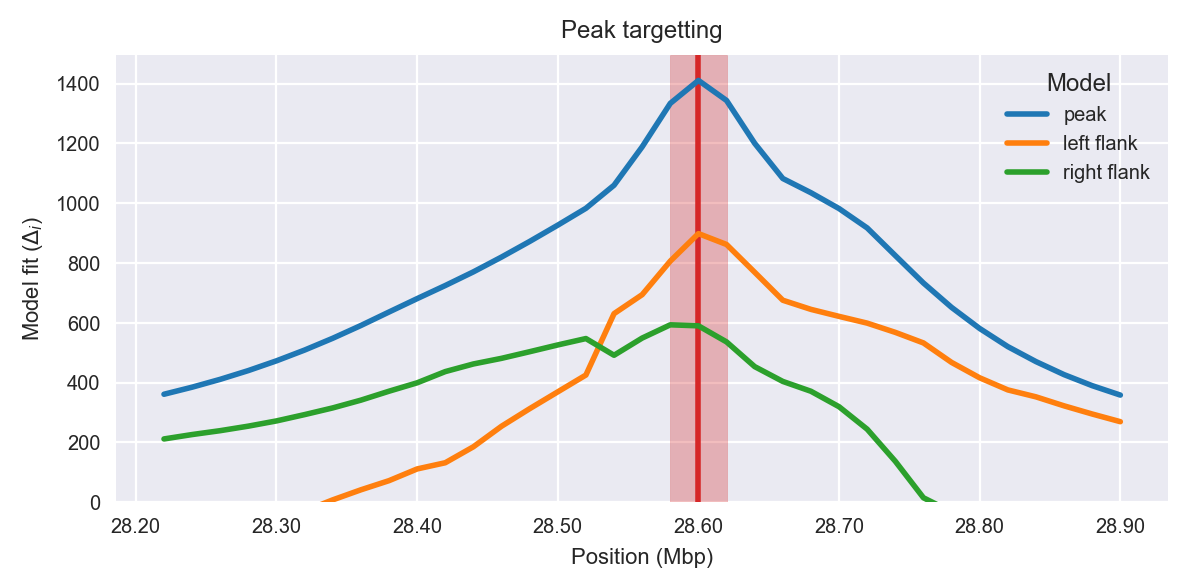 Peak targetting
Model
peak
left flank
right flank
Model fit (Δᵢ)
1400
1200
1000
800
600
400
200
0
28.20 28.30 28.40 28.50 28.60 28.70 28.80 28.90
Position (Mbp)